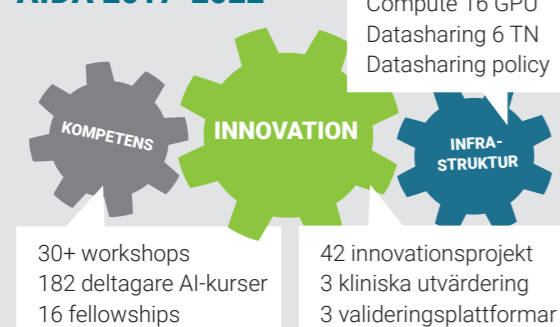 AIDA 2017-2022
Compute 16 GPU
Datasharing 6 TN
Datasharing policy
KOMPETENS
INNOVATION
INFRA-
STRUKTUR
30+ workshops
182 deltagare AI-kurser
16 fellowships
42 innovationsprojekt
3 kliniska utvärdering
3 valideringsplattformar